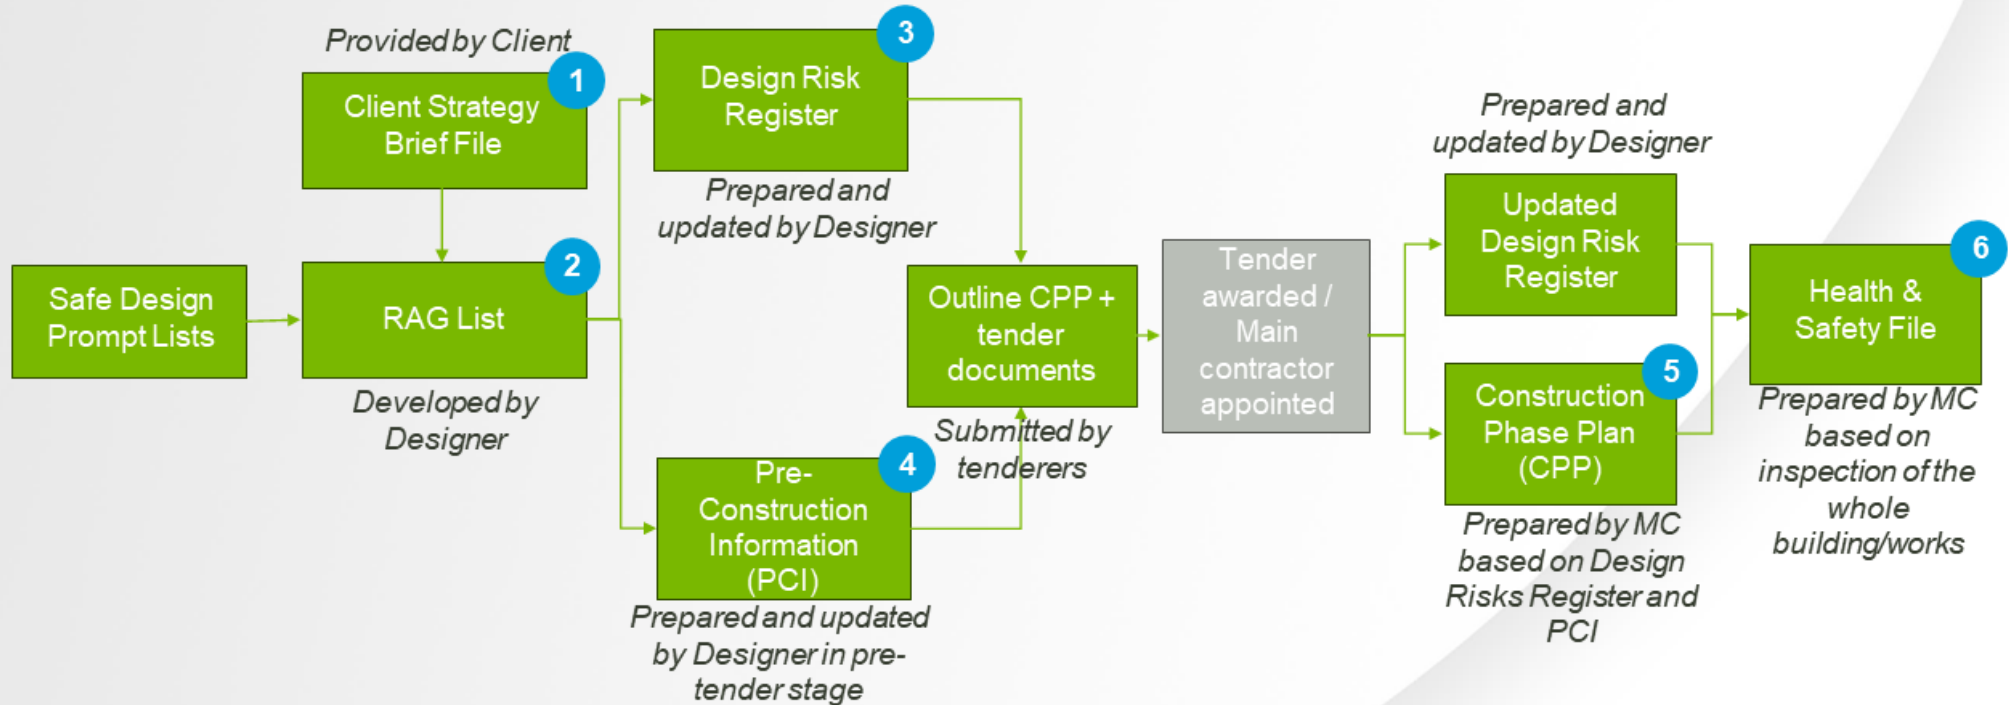 Provided by Client
1
Client Strategy
Brief File
Safe Design
Prompt Lists
2
RAG List
Developed by
Designer
3
Design Risk
Register
Prepared and
updated by Designer
4
Pre-
Construction
Information
(PCI)
Prepared and updated
by Designer in pre-
tender stage
Outline CPP +
tender
documents
Submitted by
tenderers
Tender
awarded /
Main
contractor
appointed
Prepared and
updated by Designer
Updated
Design Risk
Register
5
Construction
Phase Plan
(CPP)
Prepared by MC
based on Design
Risks Register and
PCI
6
Health &
Safety File
Prepared by MC
based on
inspection of the
whole
building/works